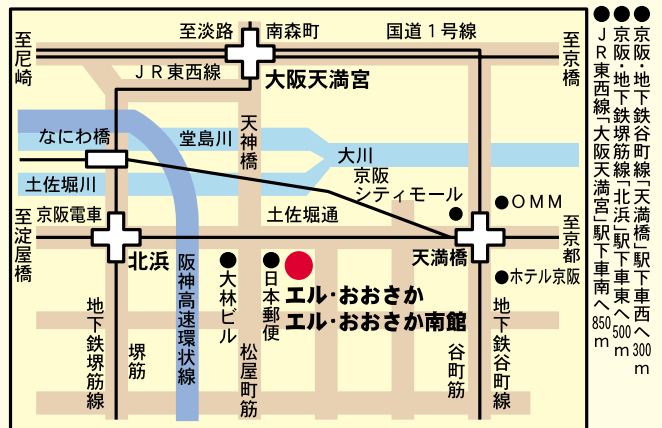 至淡路
南森町
国道1号線
至尼崎
至京橋
JR東西線
大阪天満宮
天神橋
なにわ橋
堂島川
大川
土佐堀川
京阪
シティモール
至淀屋橋
京阪電車
土佐堀通
OMM
至京都
北浜
天満橋
阪神高速環状線
大林ビル
日本郵便
エル・おおさか
エル・おおさか南館
ホテル京阪
地下鉄堺筋線
堺筋
松屋町筋
谷町筋
地下鉄谷町線
●京阪・地下鉄谷町線「天満橋」駅下車西へ300m
●京阪・地下鉄堺筋線「北浜」駅下車東へ500m
●JR東西線「大阪天満宮」駅下車南へ850m